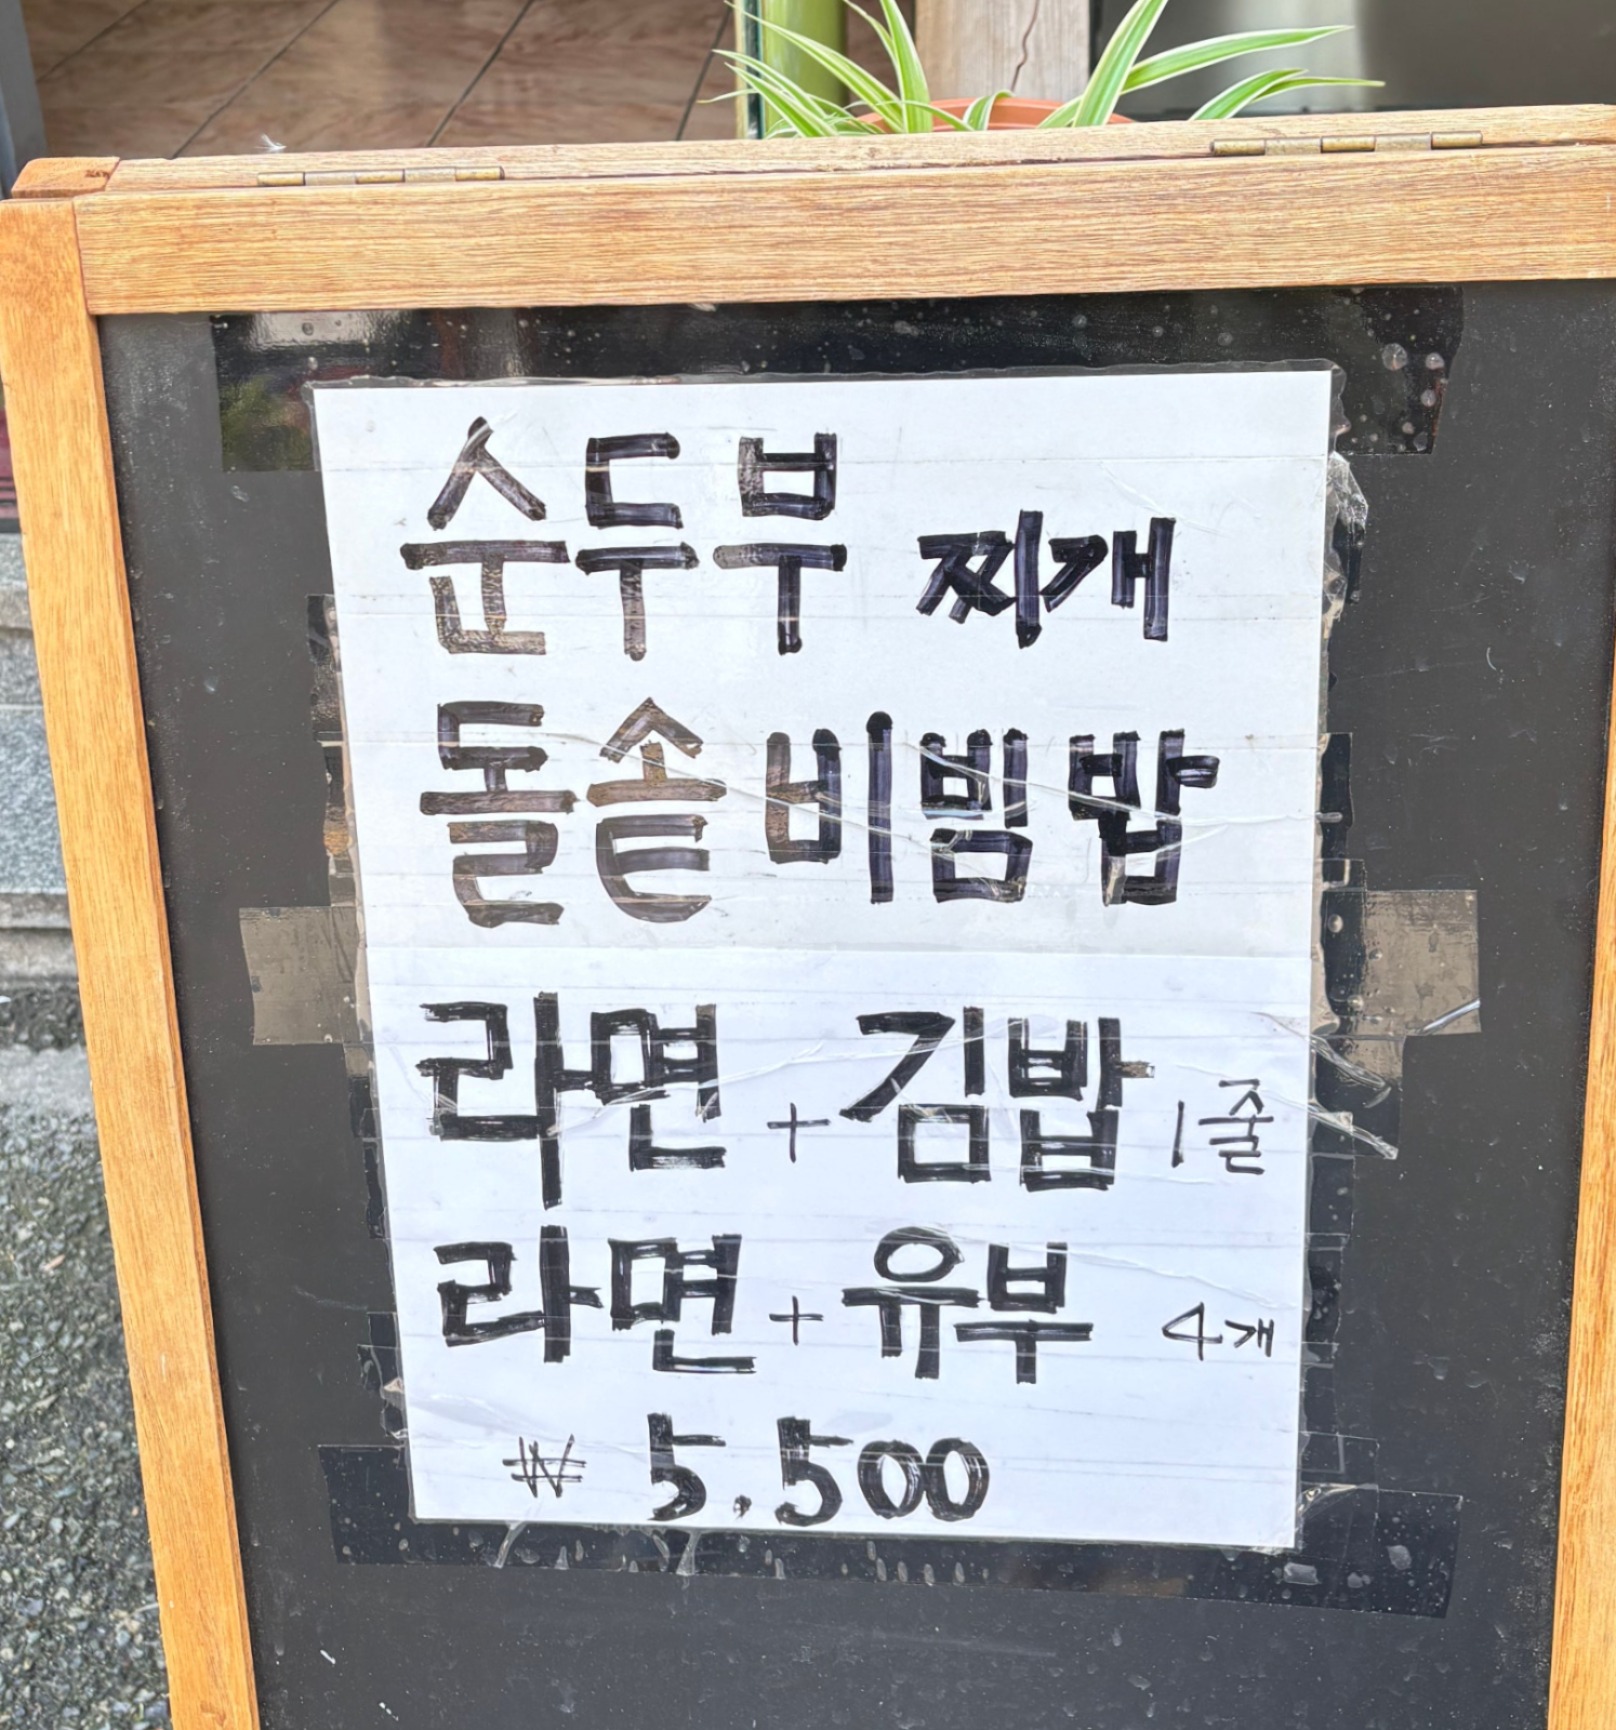 순두부 찌개
돌솥비빔밥
라면 + 김밥 1줄
라면 + 유부 4개
₩ 5.500